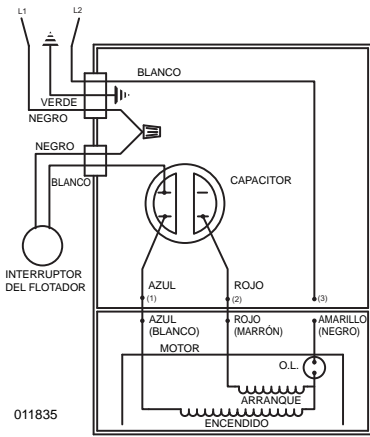 L1
L2
BLANCO
VERDE
NEGRO
NEGRO
BLANCO
CAPACITOR
INTERRUPTOR
DEL FLOTADOR
AZUL
ROJO
(1)
(2)
(3)
AZUL
(BLANCO)
ROJO
(MARRÓN)
AMARILLO
(NEGRO)
MOTOR
O.L.
ARRANQUE
ENCENDIDO
011835